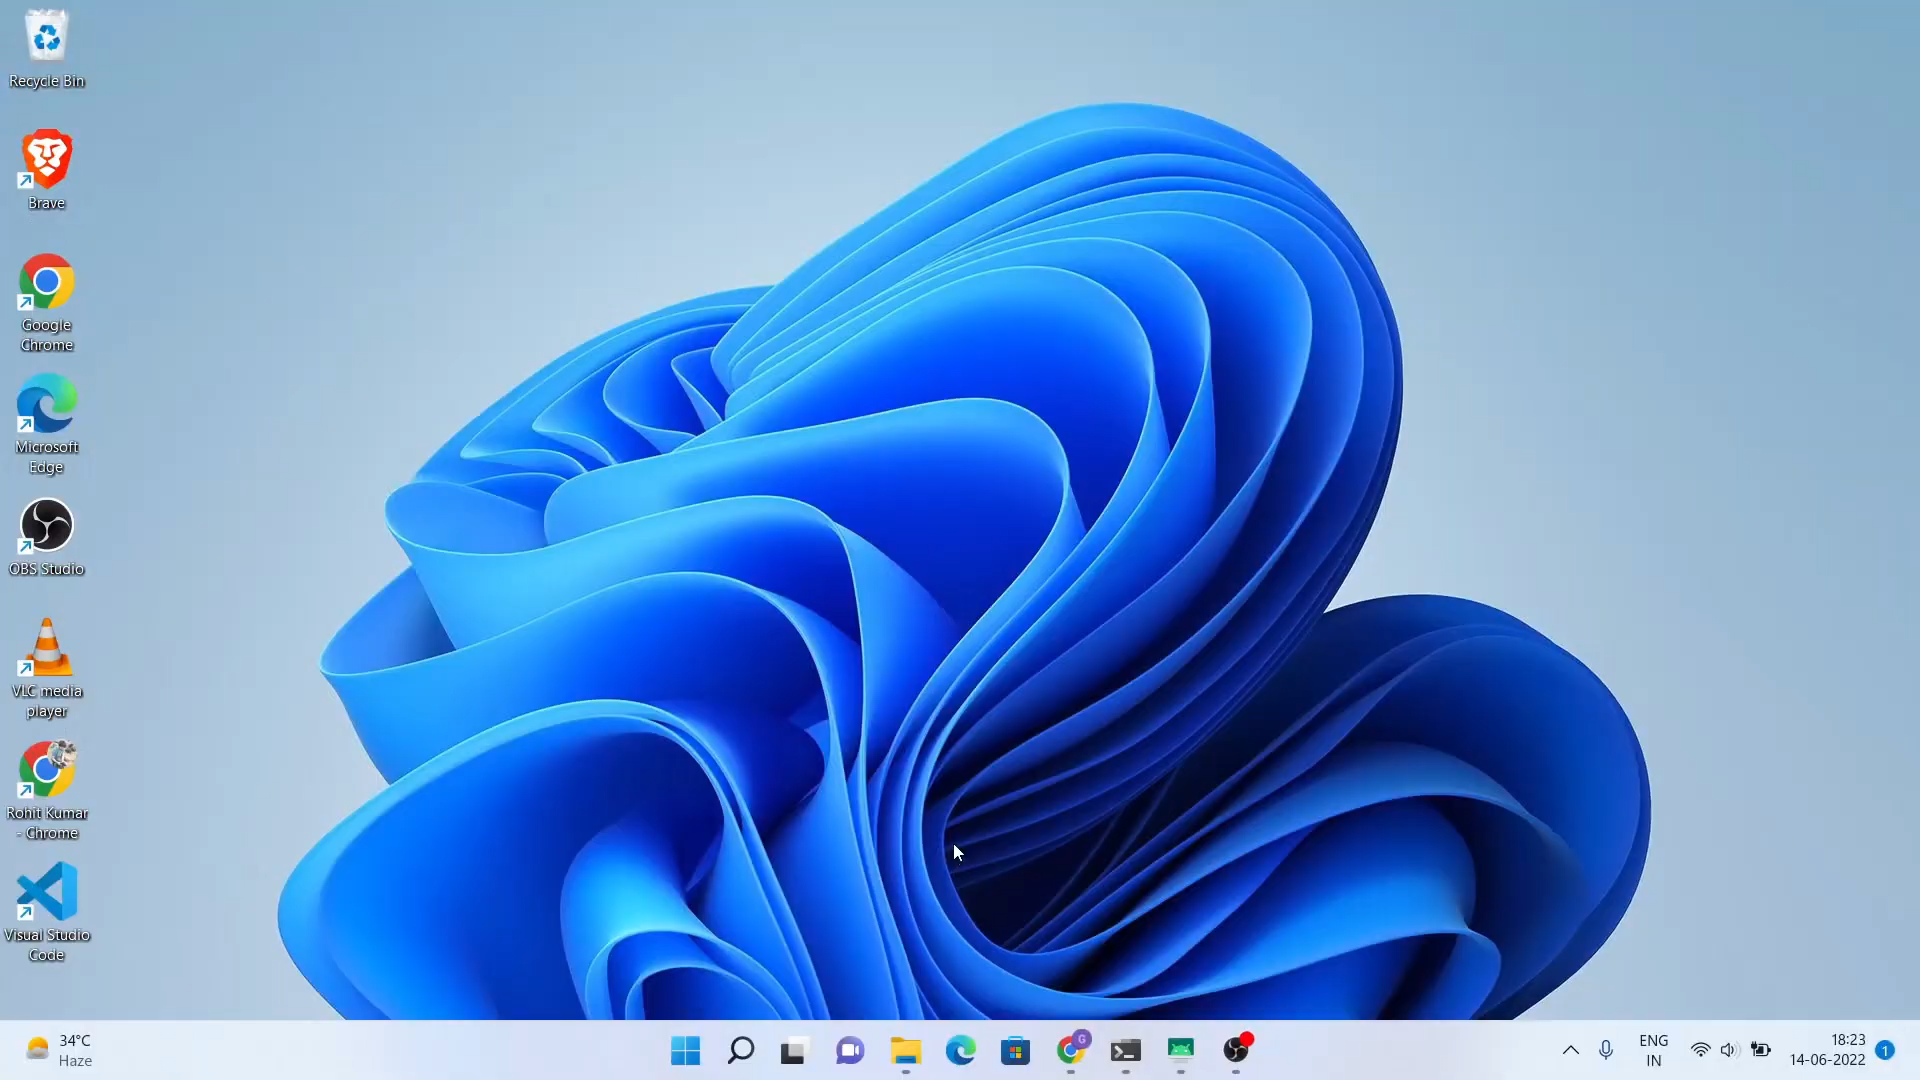 Recycle Bin
Brave
Google
Chrome
Microsoft
Edge
OBS Studio
VLC media
player
Rohit Kumar
- Chrome
Visual Studio
Code
34°C
Haze
G
ENG
IN
18:23
14-06-2022
1